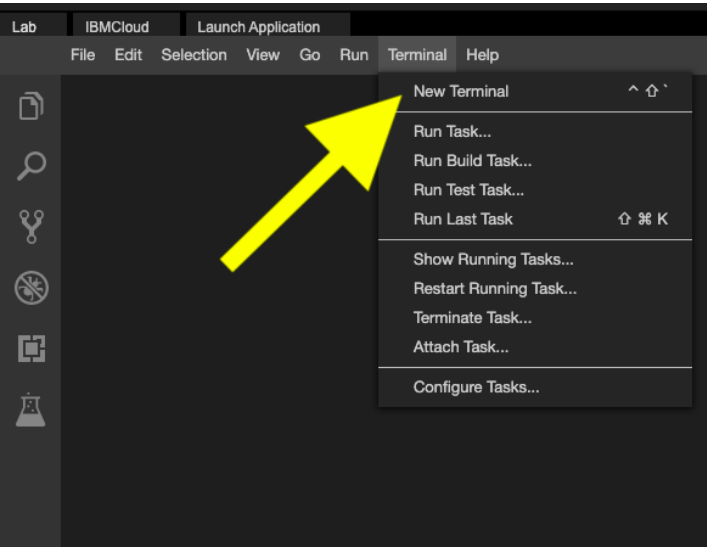 Lab IBMCloud Launch Application
File Edit Selection View Go Run Terminal Help
New Terminal ^ ⇧ `
Run Task...
Run Build Task...
Run Test Task...
Run Last Task ⇧ ⌘ K
Show Running Tasks...
Restart Running Task...
Terminate Task...
Attach Task...
Configure Tasks...